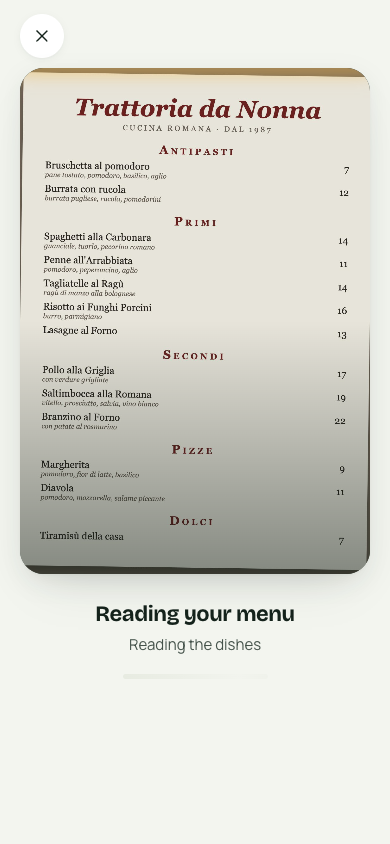 Trattoria da Nonna
CUCINA ROMANA · DAL 1987
ANTIPASTI
Bruschetta al pomodoro 7
pane tostato, pomodoro, basilico, aglio
Burrata con rucola 12
burrata pugliese, rucola, pomodorini
PRIMI
Spaghetti alla Carbonara 14
guanciale, tuorlo, pecorino romano
Penne all'Arrabbiata 11
pomodoro, peperoncino, aglio
Tagliatelle al Ragù 14
ragù di manzo alla bolognese
Risotto ai Funghi Porcini 16
burro, parmigiano
Lasagne al Forno 13
SECONDI
Pollo alla Griglia 17
con verdure grigliate
Saltimbocca alla Romana 19
vitello, prosciutto, salvia, vino bianco
Branzino al Forno 22
con patate al rosmarino
PIZZE
Margherita 9
pomodoro, fior di latte, basilico
Diavola 11
pomodoro, mozzarella, salame piccante
DOLCI
Tiramisù della casa 7
Reading your menu
Reading the dishes